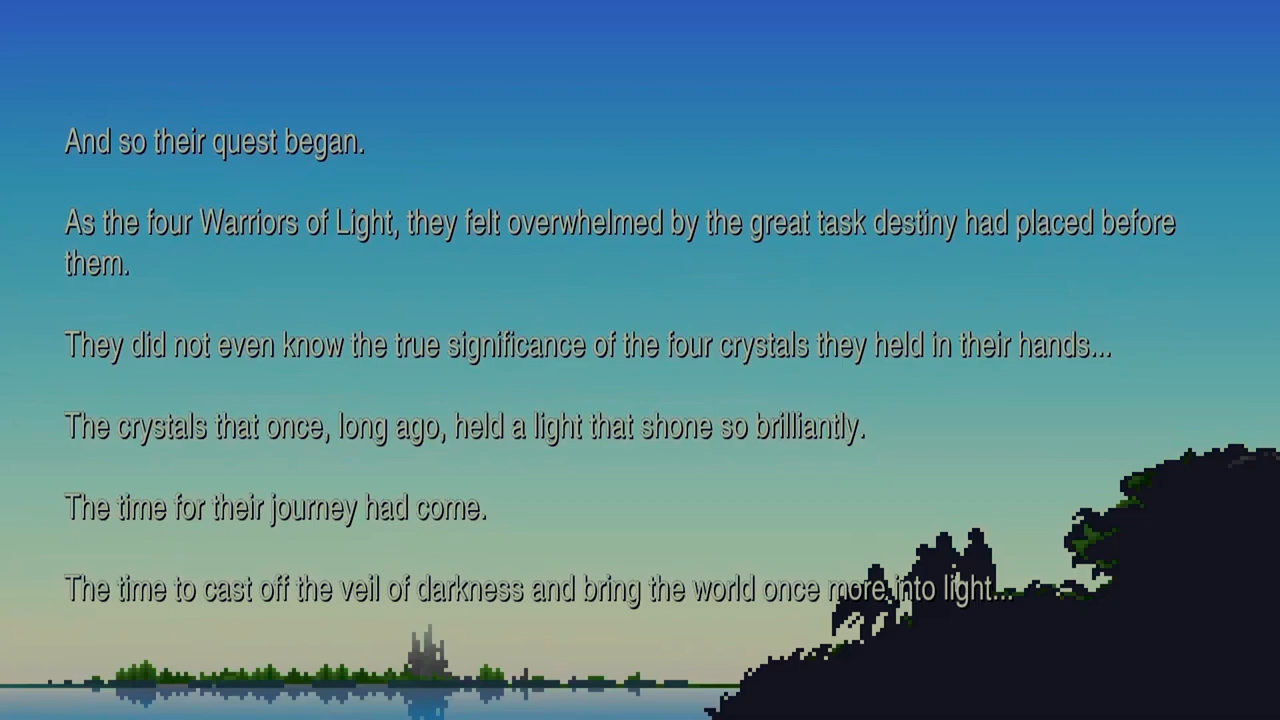 And so their quest began.
As the four Warriors of Light, they felt overwhelmed by the great task destiny had placed before
them.
They did not even know the true significance of the four crystals they held in their hands...
The crystals that once, long ago, held a light that shone so brilliantly.
The time for their journey had come.
The time to cast off the veil of darkness and bring the world once more into light...